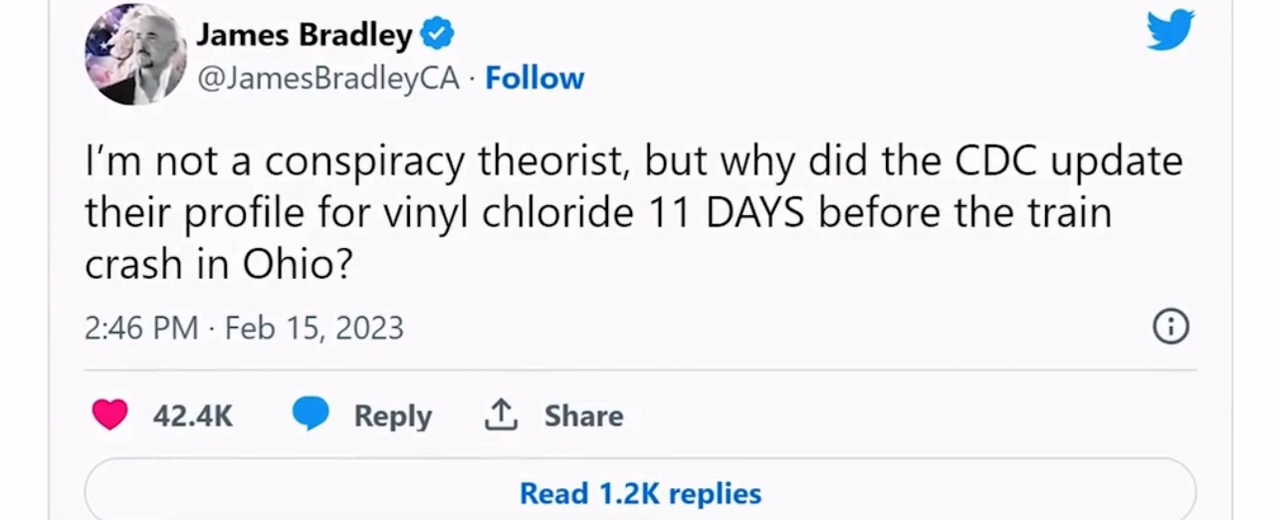 James Bradley
@JamesBradleyCA · Follow
I’m not a conspiracy theorist, but why did the CDC update
their profile for vinyl chloride 11 DAYS before the train
crash in Ohio?
2:46 PM · Feb 15, 2023
42.4K Reply Share
Read 1.2K replies